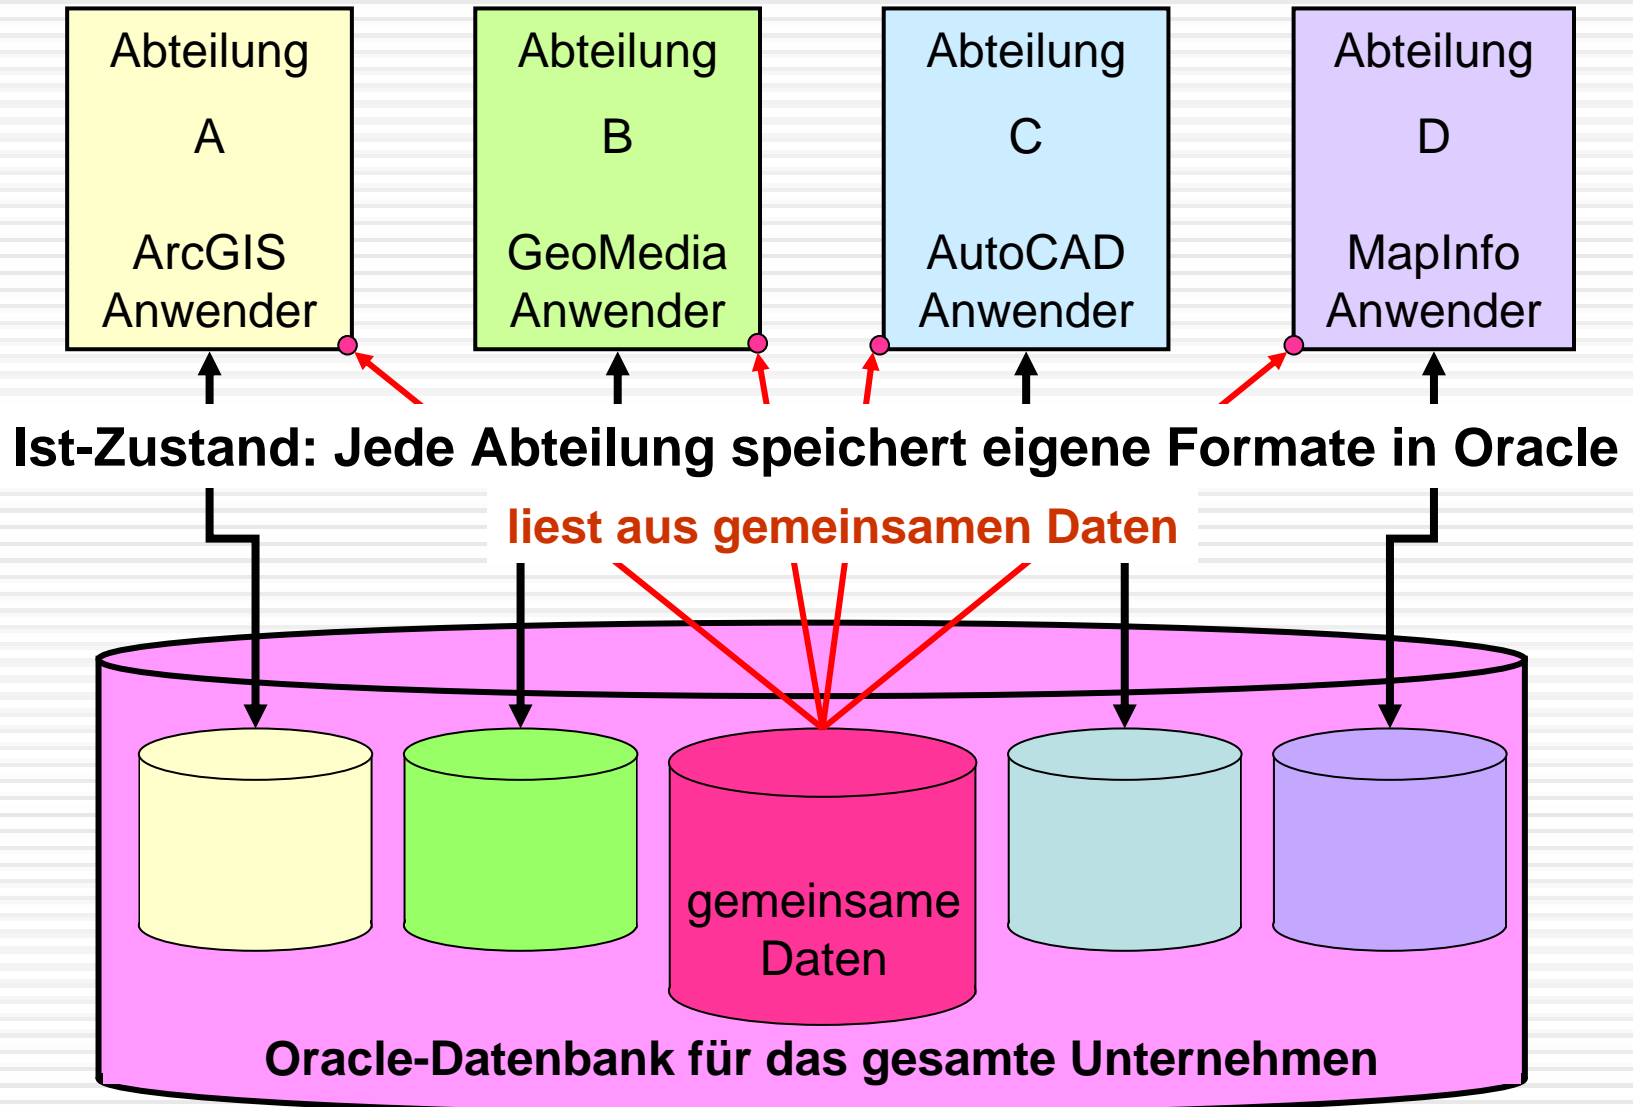 Abteilung
A
ArcGIS
Anwender
Abteilung
B
GeoMedia
Anwender
Abteilung
C
AutoCAD
Anwender
Abteilung
D
MapInfo
Anwender
Ist-Zustand: Jede Abteilung speichert eigene Formate in Oracle
liest aus gemeinsamen Daten
gemeinsame
Daten
Oracle-Datenbank für das gesamte Unternehmen